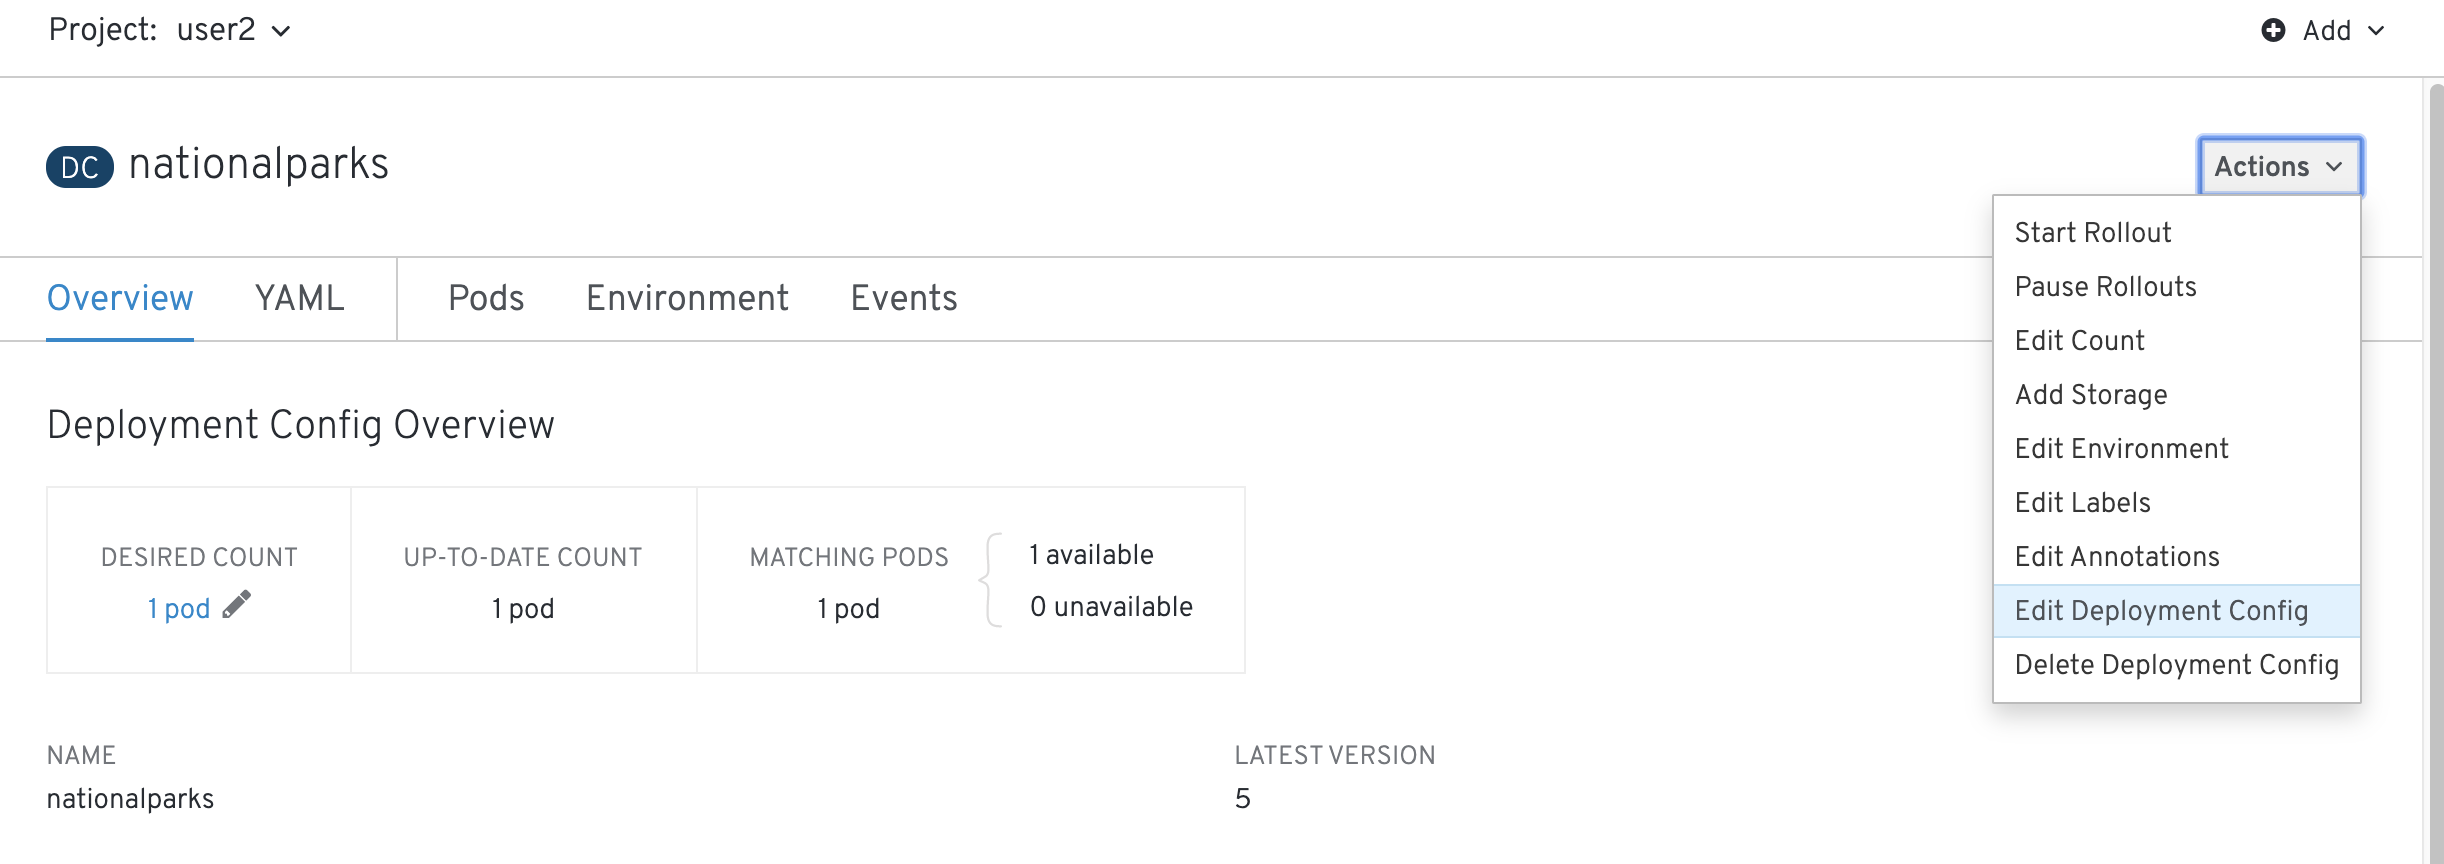 Project: user2
Add
DC nationalparks
Actions
Start Rollout
Pause Rollouts
Edit Count
Add Storage
Edit Environment
Edit Labels
Edit Annotations
Edit Deployment Config
Delete Deployment Config
Overview YAML Pods Environment Events
Deployment Config Overview
DESIRED COUNT
1 pod
UP-TO-DATE COUNT
1 pod
MATCHING PODS
1 pod
1 available
0 unavailable
NAME
nationalparks
LATEST VERSION
5